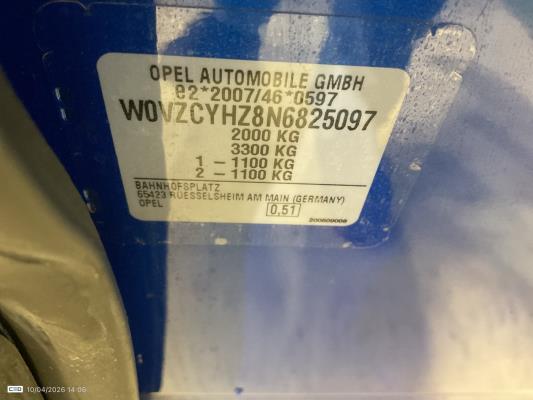 OPEL AUTOMOBILE GMBH
e2*2007/46*0597
W0VZCYHZ8N6825097
2000 KG
3300 KG
1 – 1100 KG
2 – 1100 KG
BAHNHOFSPLATZ
65423 RUESSELSHEIM AM MAIN (GERMANY)
OPEL 0.51
10/04/2026 14:06